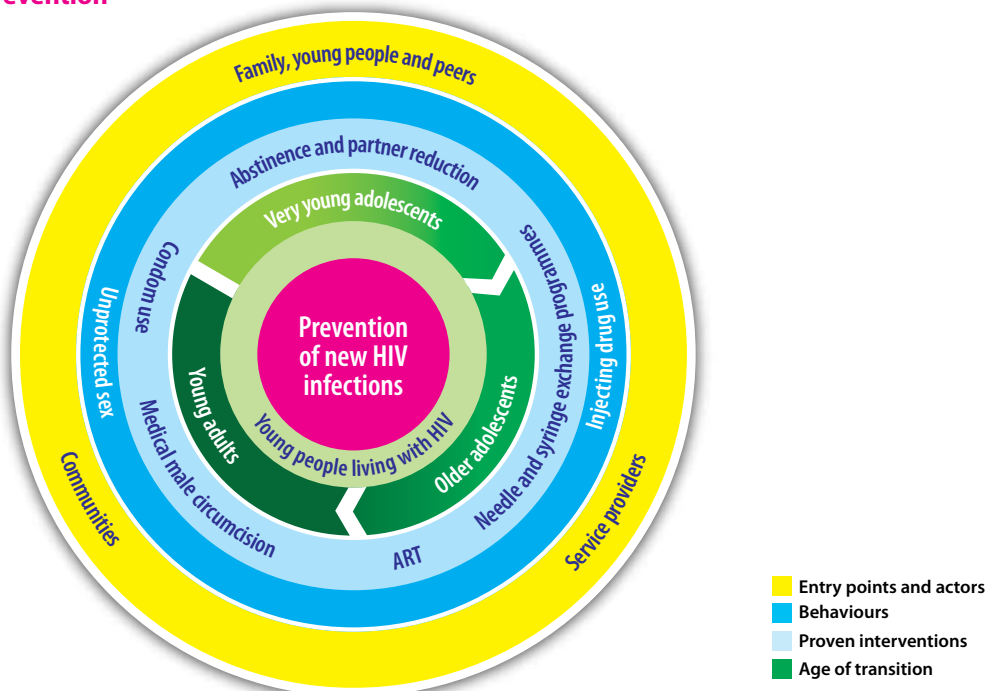 evention
Family, young people and peers
Abstinence and partner reduction
Very young adolescents
Condom use
Needle and syringe exchange programmes
Unprotected sex
Injecting drug use
Prevention
of new HIV
infections
Young adults
Young people living with HIV
Older adolescents
Medical male circumcision
ART
Communities
Service providers
Entry points and actors
Behaviours
Proven interventions
Age of transition